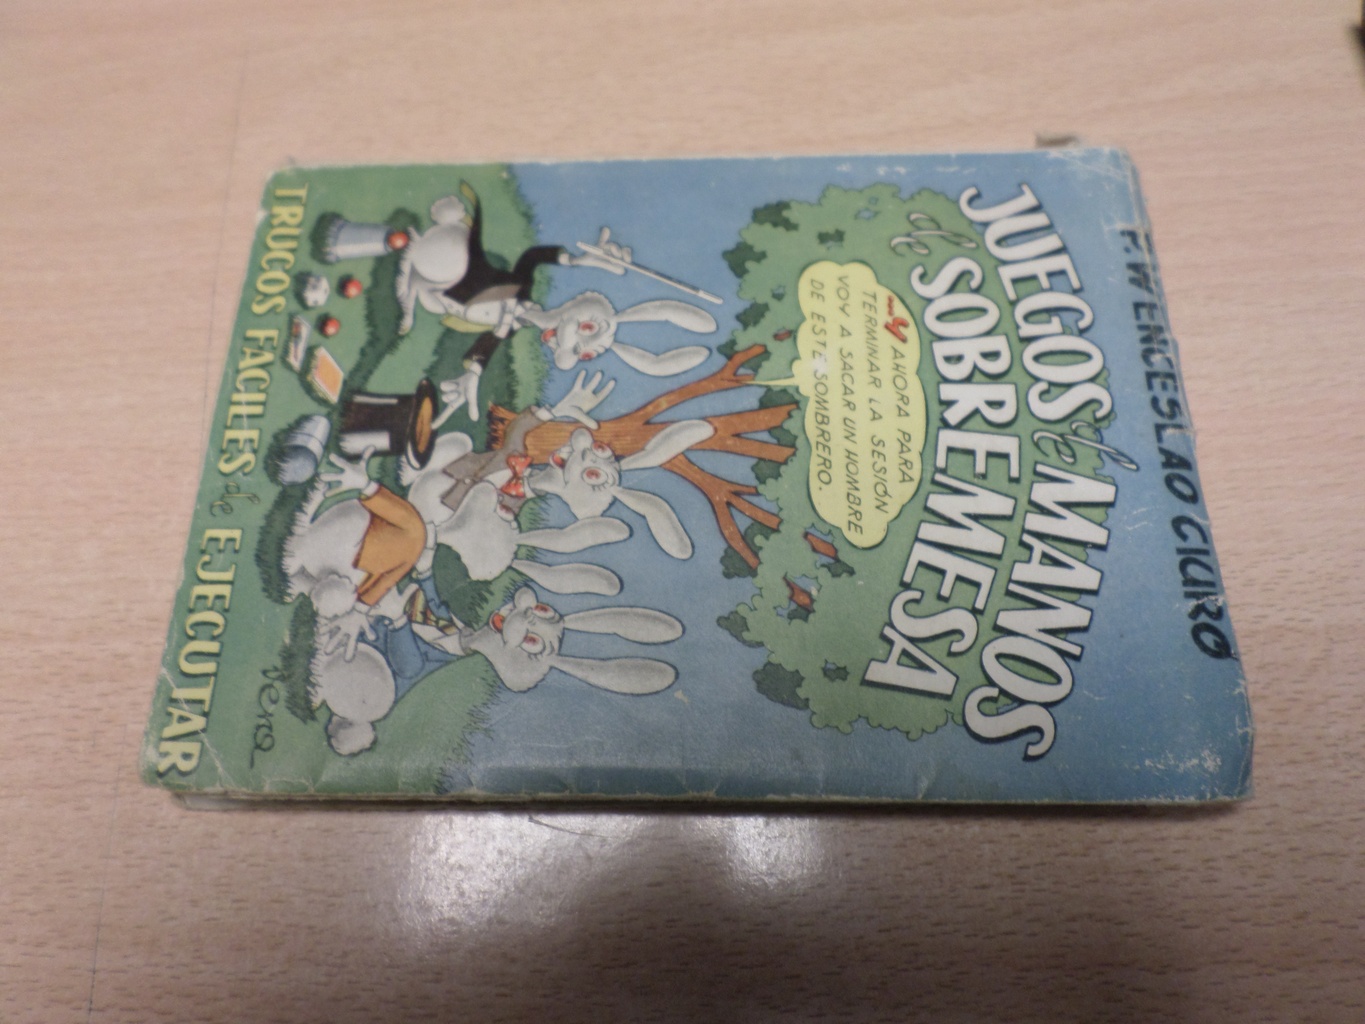 P. WENCESLAO CIURO
JUEGOS de MANOS
de SOBREMESA
...Y AHORA PARA
TERMINAR LA SESIÓN
VOY A SACAR UN HOMBRE
DE ESTE SOMBRERO.
TRUCOS FACILES de EJECUTAR